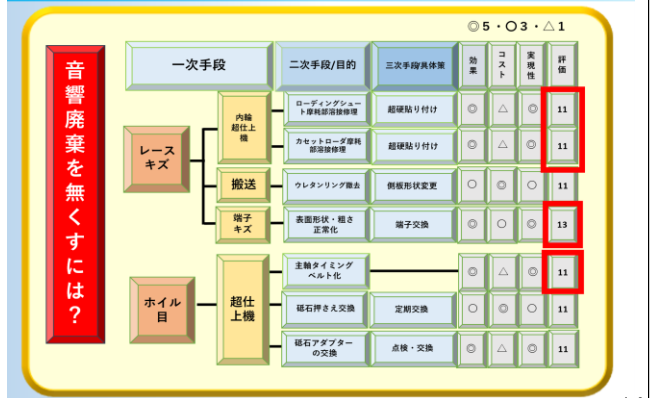 ◎5・〇3・△1
音響廃棄を無くすには？
一次手段
二次手段/目的
三次手段/具体策
効果
コスト
実現性
評価
レース
キズ
内輪
超仕上
機
ローディングシュー
ト摩耗部溶接修理
超硬貼り付け
◎
△
◎
11
カセットローダ摩耗
部溶接修理
超硬貼り付け
◎
△
◎
11
搬送
ウレタンリング撤去
側板形状変更
〇
◎
〇
11
端子
キズ
表面形状・粗さ
正常化
端子交換
◎
〇
◎
13
ホイル
目
超仕
上機
主軸タイミング
ベルト化
◎
△
◎
11
砥石押さえ交換
定期交換
〇
◎
〇
11
砥石アダプター
の交換
点検・交換
◎
△
◎
11